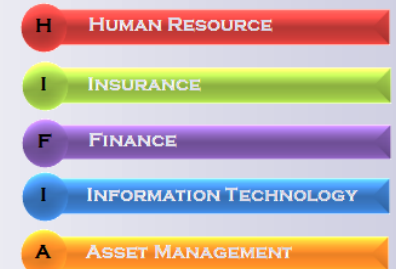 H HUMAN RESOURCE
I INSURANCE
F FINANCE
I INFORMATION TECHNOLOGY
A ASSET MANAGEMENT